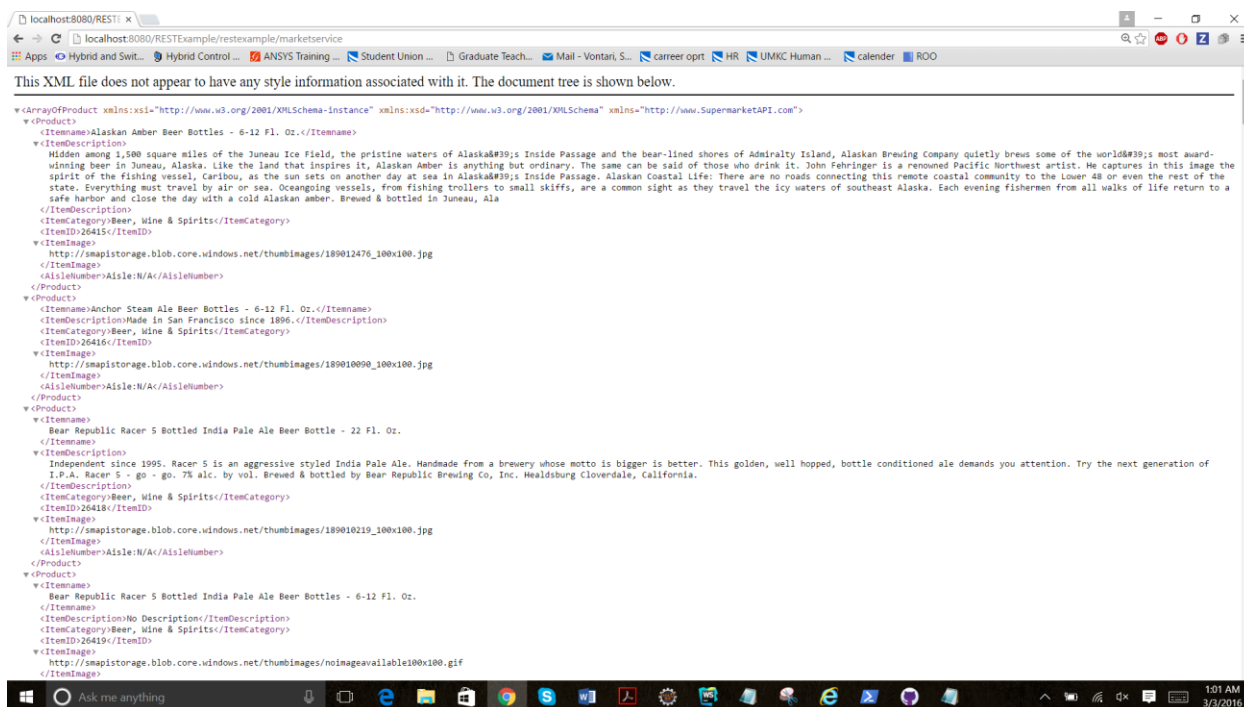 localhost:8080/RESTE
localhost:8080/RESTExample/restexample/marketservice
Apps Hybrid and Swit... Hybrid Control ... ANSYS Training ... Student Union ... Graduate Teach... Mail - Vontari, S... carreer oprt HR UMKC Human ... calender ROO
This XML file does not appear to have any style information associated with it. The document tree is shown below.
▼<ArrayOfProduct xmlns:xsi="http://www.w3.org/2001/XMLSchema-instance" xmlns:xsd="http://www.w3.org/2001/XMLSchema" xmlns="http://www.SupermarketAPI.com">
▼<Product>
<Itemname>Alaskan Amber Beer Bottles - 6-12 Fl. Oz.</Itemname>
▼<ItemDescription>
Hidden among 1,500 square miles of the Juneau Ice Field, the pristine waters of Alaska&#39;s Inside Passage and the bear-lined shores of Admiralty Island, Alaskan Brewing Company quietly brews some of the world&#39;s most award-
winning beer in Juneau, Alaska. Like the land that inspires it, Alaskan Amber is anything but ordinary. The same can be said of those who drink it. John Fehringer is a renowned Pacific Northwest artist. He captures in this image the
spirit of the fishing vessel, Caribou, as the sun sets on another day at sea in Alaska&#39;s Inside Passage. Alaskan Coastal Life: There are no roads connecting this remote coastal community to the Lower 48 or even the rest of the
state. Everything must travel by air or sea. Oceangoing vessels, from fishing trollers to small skiffs, are a common sight as they travel the icy waters of southeast Alaska. Each evening fishermen from all walks of life return to a
safe harbor and close the day with a cold Alaskan amber. Brewed & bottled in Juneau, Ala
</ItemDescription>
<ItemCategory>Beer, Wine & Spirits</ItemCategory>
<ItemID>26415</ItemID>
▼<ItemImage>
http://smapistorage.blob.core.windows.net/thumbimages/189012476_100x100.jpg
</ItemImage>
<AisleNumber>Aisle:N/A</AisleNumber>
</Product>
▼<Product>
<Itemname>Anchor Steam Ale Beer Bottles - 6-12 Fl. Oz.</Itemname>
<ItemDescription>Made in San Francisco since 1896.</ItemDescription>
<ItemCategory>Beer, Wine & Spirits</ItemCategory>
<ItemID>26416</ItemID>
▼<ItemImage>
http://smapistorage.blob.core.windows.net/thumbimages/189010090_100x100.jpg
</ItemImage>
<AisleNumber>Aisle:N/A</AisleNumber>
</Product>
▼<Product>
▼<Itemname>
Bear Republic Racer 5 Bottled India Pale Ale Beer Bottle - 22 Fl. Oz.
</Itemname>
▼<ItemDescription>
Independent since 1995. Racer 5 is an aggressive styled India Pale Ale. Handmade from a brewery whose motto is bigger is better. This golden, well hopped, bottle conditioned ale demands you attention. Try the next generation of
I.P.A. Racer 5 - go - go. 7% alc. by vol. Brewed & bottled by Bear Republic Brewing Co, Inc. Healdsburg Cloverdale, California.
</ItemDescription>
<ItemCategory>Beer, Wine & Spirits</ItemCategory>
<ItemID>26418</ItemID>
▼<ItemImage>
http://smapistorage.blob.core.windows.net/thumbimages/189010219_100x100.jpg
</ItemImage>
<AisleNumber>Aisle:N/A</AisleNumber>
</Product>
▼<Product>
▼<Itemname>
Bear Republic Racer 5 Bottled India Pale Ale Beer Bottles - 6-12 Fl. Oz.
</Itemname>
<ItemDescription>No Description</ItemDescription>
<ItemCategory>Beer, Wine & Spirits</ItemCategory>
<ItemID>26419</ItemID>
▼<ItemImage>
http://smapistorage.blob.core.windows.net/thumbimages/noimageavailable100x100.gif
</ItemImage>
Ask me anything
1:01 AM
3/3/2016